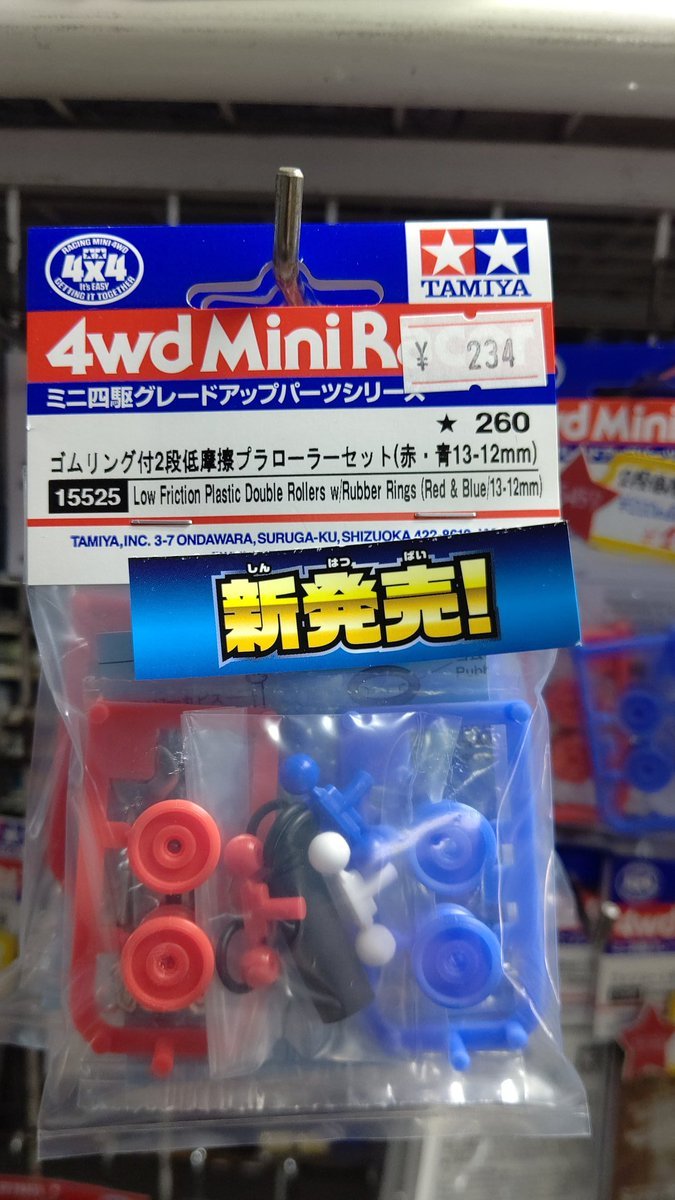 RACING MINI 4WD
4x4
It's EASY
GETTING IT TOGETHER
TAMIYA
4wd Mini Racer
¥ 234
ミニ四駆グレードアップパーツシリーズ
★ 260
ゴムリング付2段低摩擦プラローラーセット(赤・青13-12mm)
15525 Low Friction Plastic Double Rollers w/Rubber Rings (Red & Blue/13-12mm)
TAMIYA, INC. 3-7 ONDAWARA, SURUGA-KU, SHIZUOKA
しん はつ ばい
新発売!